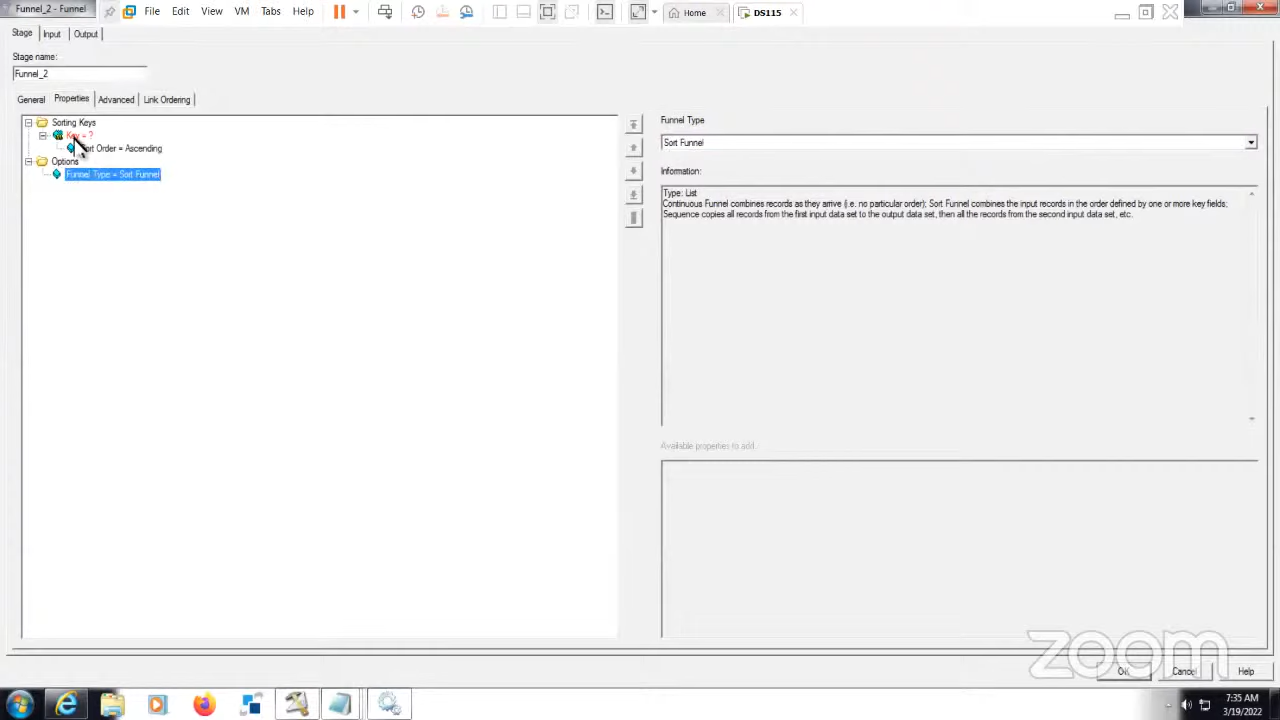 Funnel_2 - Funnel
File Edit View VM Tabs Help
Home
DS115
Stage Input Output
Stage name:
Funnel_2
General Properties Advanced Link Ordering
Sorting Keys
Key = ?
Sort Order = Ascending
Options
Funnel Type = Sort Funnel
Funnel Type
Sort Funnel
Information:
Type: List
Continuous Funnel combines records as they arrive (i.e. no particular order); Sort Funnel combines the input records in the order defined by one or more key fields;
Sequence copies all records from the first input data set to the output data set, then all the records from the second input data set, etc.
Available properties to add:
zoom
OK Cancel Help
7:35 AM
3/19/2022